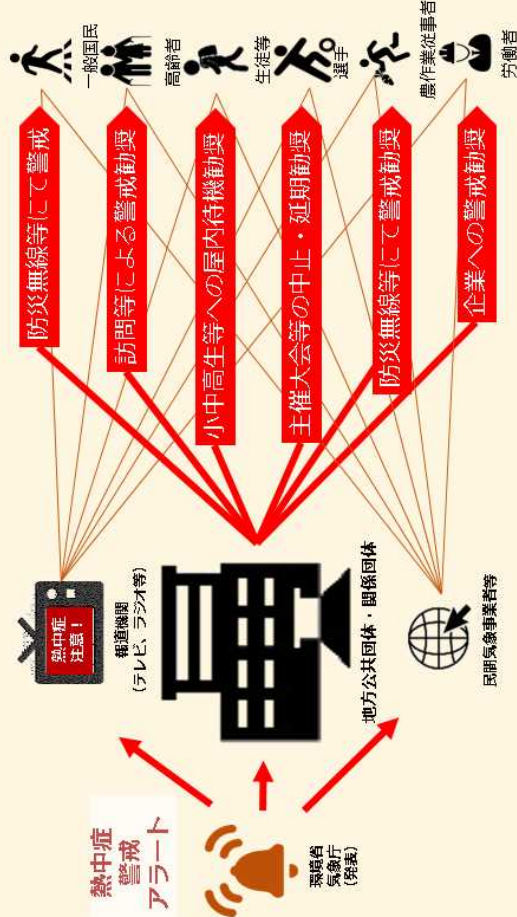 熱中症
警戒
アラート
環境省
気象庁
(発表)
熱中症
注意！
報道機関
(テレビ、ラジオ等)
地方公共団体・関係団体
民間気象事業者等
防災無線等にて警戒
訪問等による警戒勧奨
小中高生等への屋内待機勧奨
主催大会等の中止・延期勧奨
防災無線等にて警戒勧奨
企業への警戒勧奨
一般国民
高齢者
生徒等
選手
農作業従事者
労働者